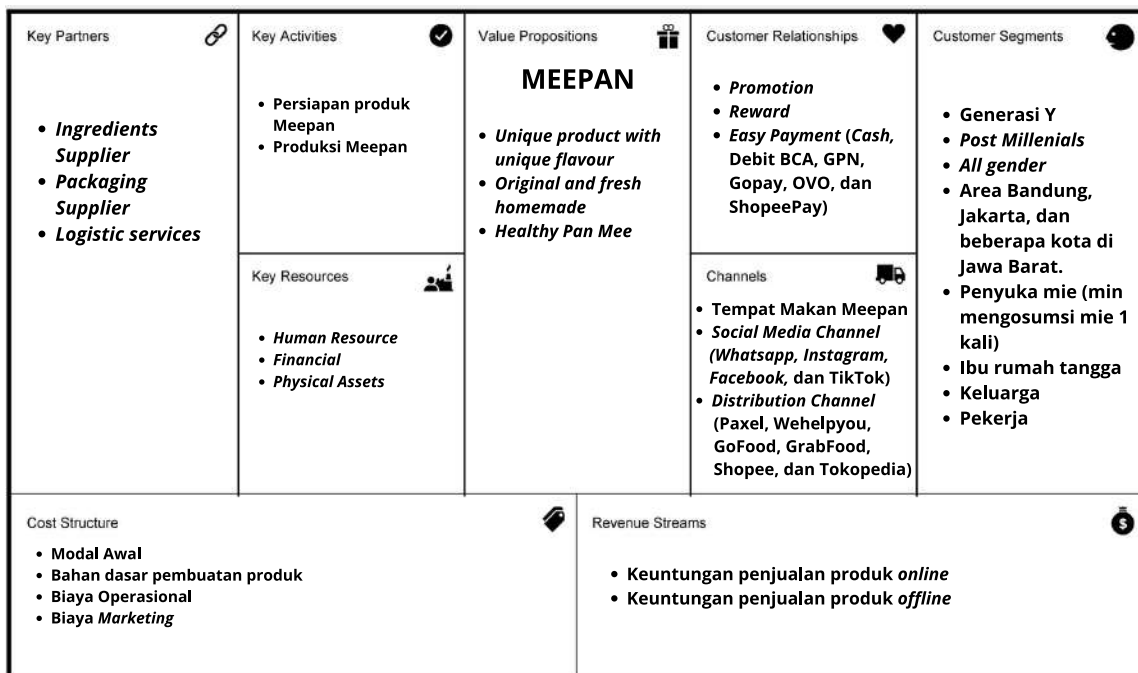 Key Partners
• Ingredients
Supplier
• Packaging
Supplier
• Logistic services
Key Activities
• Persiapan produk
Meepan
• Produksi Meepan
Key Resources
• Human Resource
• Financial
• Physical Assets
Value Propositions
MEEPAN
• Unique product with
unique flavour
• Original and fresh
homemade
• Healthy Pan Mee
Customer Relationships
• Promotion
• Reward
• Easy Payment (Cash,
Debit BCA, GPN,
Gopay, OVO, dan
ShopeePay)
Channels
• Tempat Makan Meepan
• Social Media Channel
(Whatsapp, Instagram,
Facebook, dan TikTok)
• Distribution Channel
(Paxel, Wehelpyou,
GoFood, GrabFood,
Shopee, dan Tokopedia)
Customer Segments
• Generasi Y
• Post Millenials
• All gender
• Area Bandung,
Jakarta, dan
beberapa kota di
Jawa Barat.
• Penyuka mie (min
mengosumsi mie 1
kali)
• Ibu rumah tangga
• Keluarga
• Pekerja
Cost Structure
• Modal Awal
• Bahan dasar pembuatan produk
• Biaya Operasional
• Biaya Marketing
Revenue Streams
$
• Keuntungan penjualan produk online
• Keuntungan penjualan produk offline